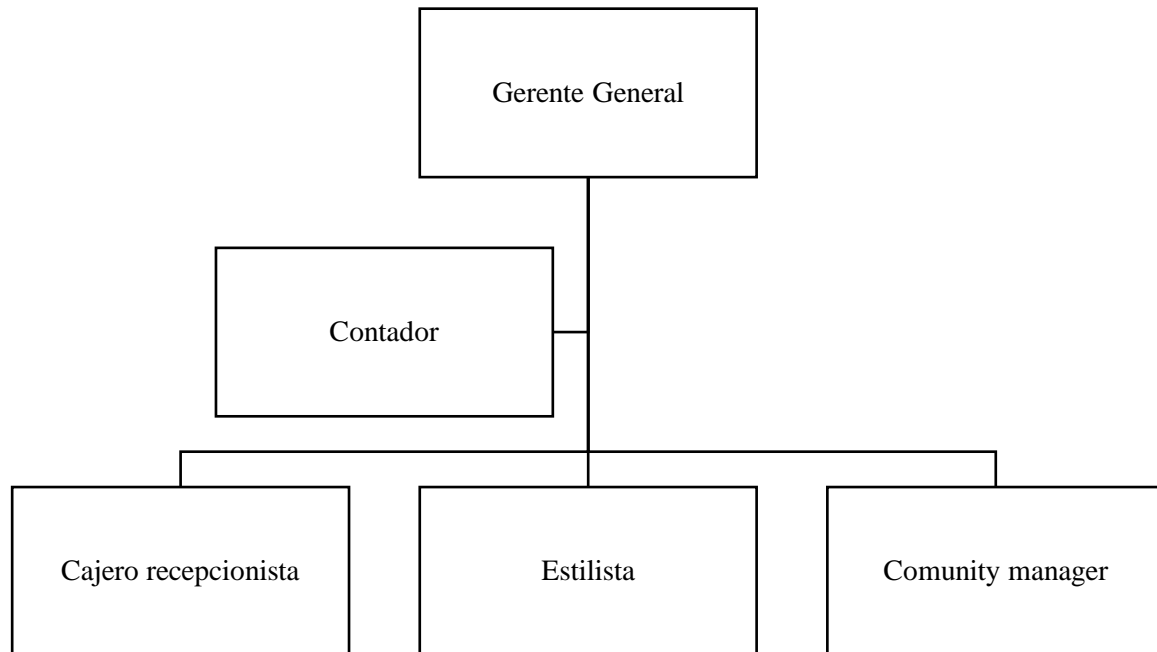 Gerente General
Contador
Cajero recepcionista
Estilista
Comunity manager